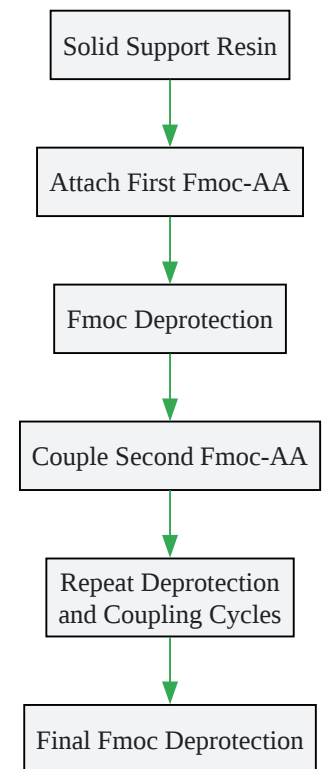 Solid Support Resin
Attach First Fmoc-AA
Fmoc Deprotection
Couple Second Fmoc-AA
Repeat Deprotection
and Coupling Cycles
Final Fmoc Deprotection